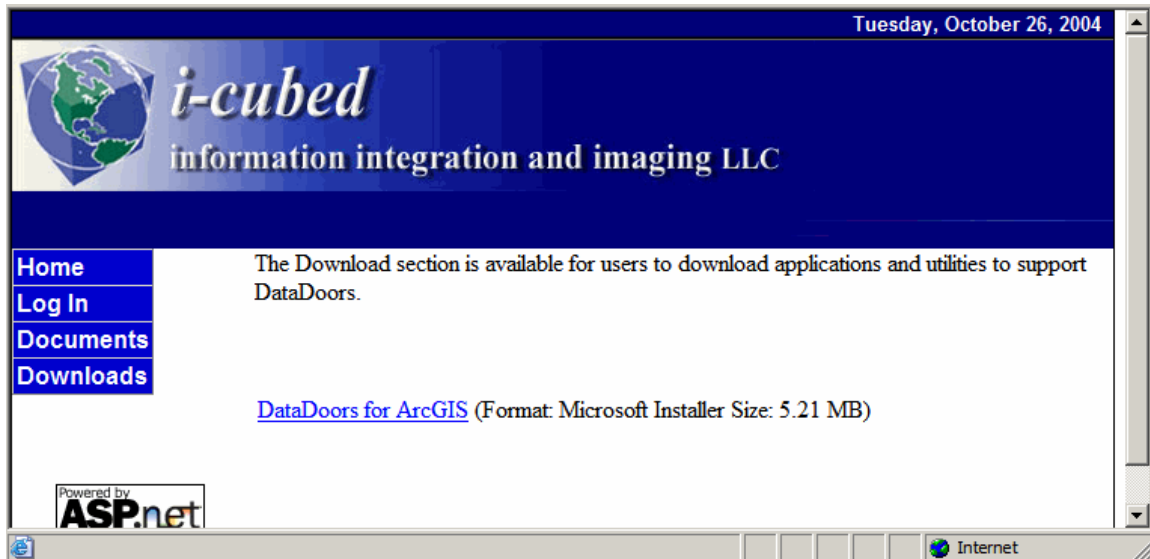 Tuesday, October 26, 2004
i-cubed
information integration and imaging LLC
Home
Log In
Documents
Downloads
The Download section is available for users to download applications and utilities to support
DataDoors.
DataDoors for ArcGIS (Format: Microsoft Installer Size: 5.21 MB)
Powered by
ASP.net
Internet